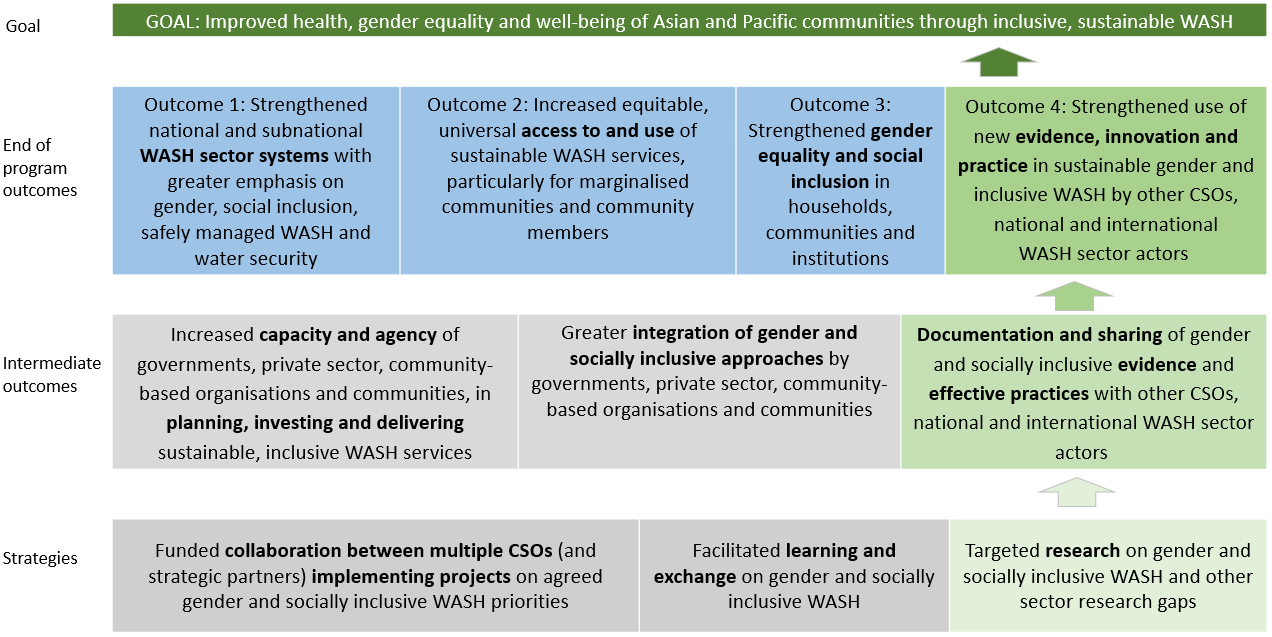 Goal
GOAL: Improved health, gender equality and well-being of Asian and Pacific communities through inclusive, sustainable WASH
End of
program
outcomes
Outcome 1: Strengthened
national and subnational
WASH sector systems with
greater emphasis on
gender, social inclusion,
safely managed WASH and
water security
Outcome 2: Increased equitable,
universal access to and use of
sustainable WASH services,
particularly for marginalised
communities and community
members
Outcome 3:
Strengthened gender
equality and social
inclusion in
households,
communities and
institutions
Outcome 4: Strengthened use of
new evidence, innovation and
practice in sustainable gender and
inclusive WASH by other CSOs,
national and international
WASH sector actors
Intermediate
outcomes
Increased capacity and agency of
governments, private sector, community-
based organisations and communities, in
planning, investing and delivering
sustainable, inclusive WASH services
Greater integration of gender and
socially inclusive approaches by
governments, private sector, community-
based organisations and communities
Documentation and sharing of gender
and socially inclusive evidence and
effective practices with other CSOs,
national and international WASH sector
actors
Strategies
Funded collaboration between multiple CSOs (and
strategic partners) implementing projects on agreed
gender and socially inclusive WASH priorities
Facilitated learning and
exchange on gender and socially
inclusive WASH
Targeted research on gender and
socially inclusive WASH and other
sector research gaps